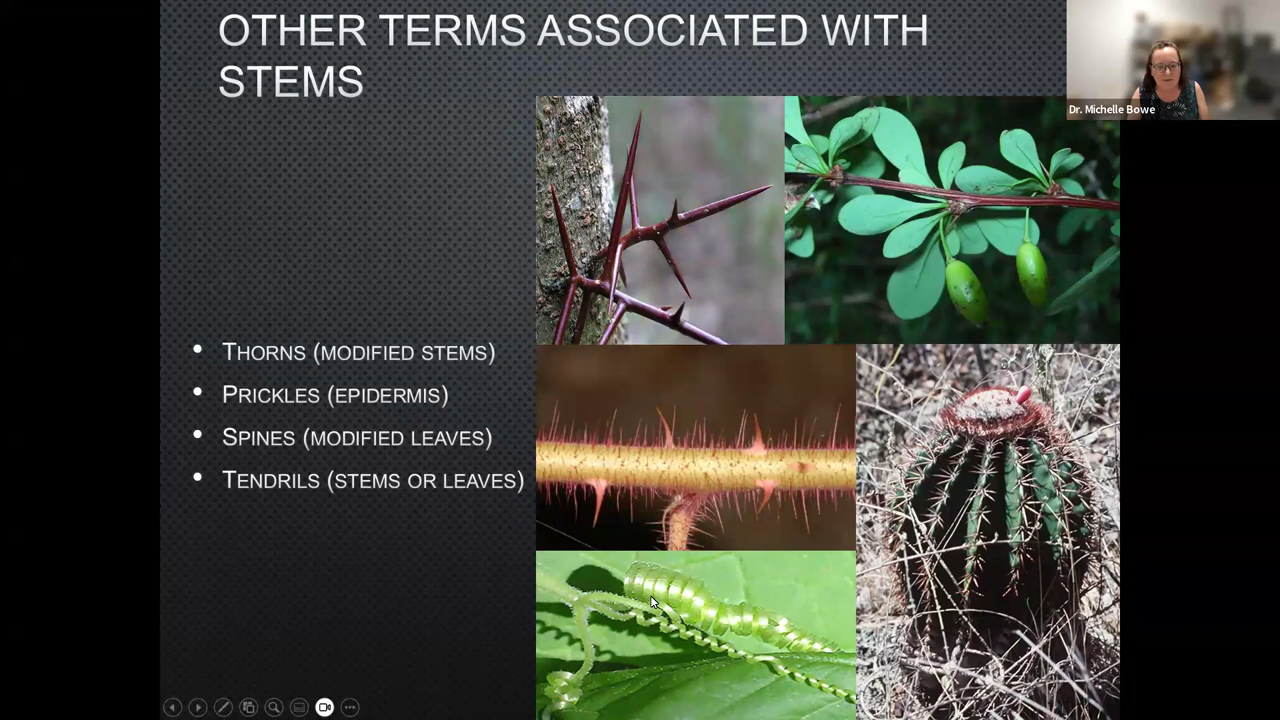 OTHER TERMS ASSOCIATED WITH
STEMS
Dr. Michelle Bowe
• THORNS (MODIFIED STEMS)
• PRICKLES (EPIDERMIS)
• SPINES (MODIFIED LEAVES)
• TENDRILS (STEMS OR LEAVES)